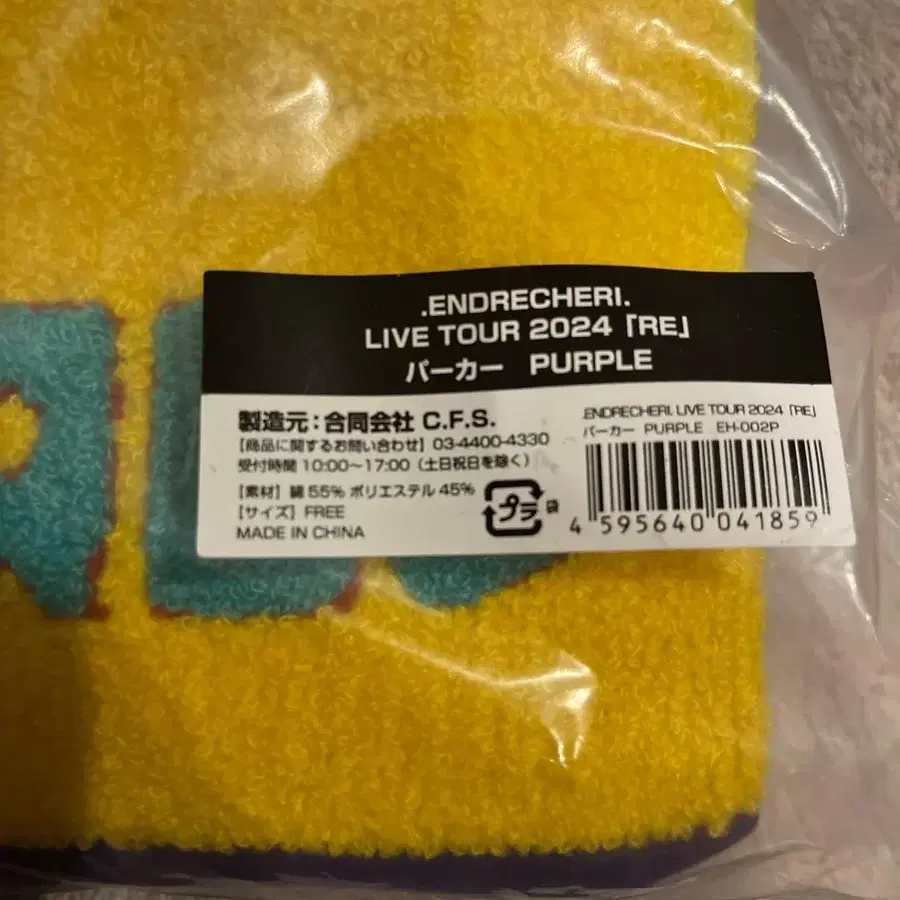 .ENDRECHERI.
LIVE TOUR 2024「RE」
パーカー PURPLE
製造元:合同会社 C.F.S.
【商品に関するお問い合わせ】03-4400-4330
受付時間 10:00〜17:00(土日祝日を除く)
【素材】綿 55% ポリエステル 45%
【サイズ】FREE
MADE IN CHINA
プラ
袋
.ENDRECHERI. LIVE TOUR 2024「RE」
パーカー PURPLE EH-002P
4 595640 041859